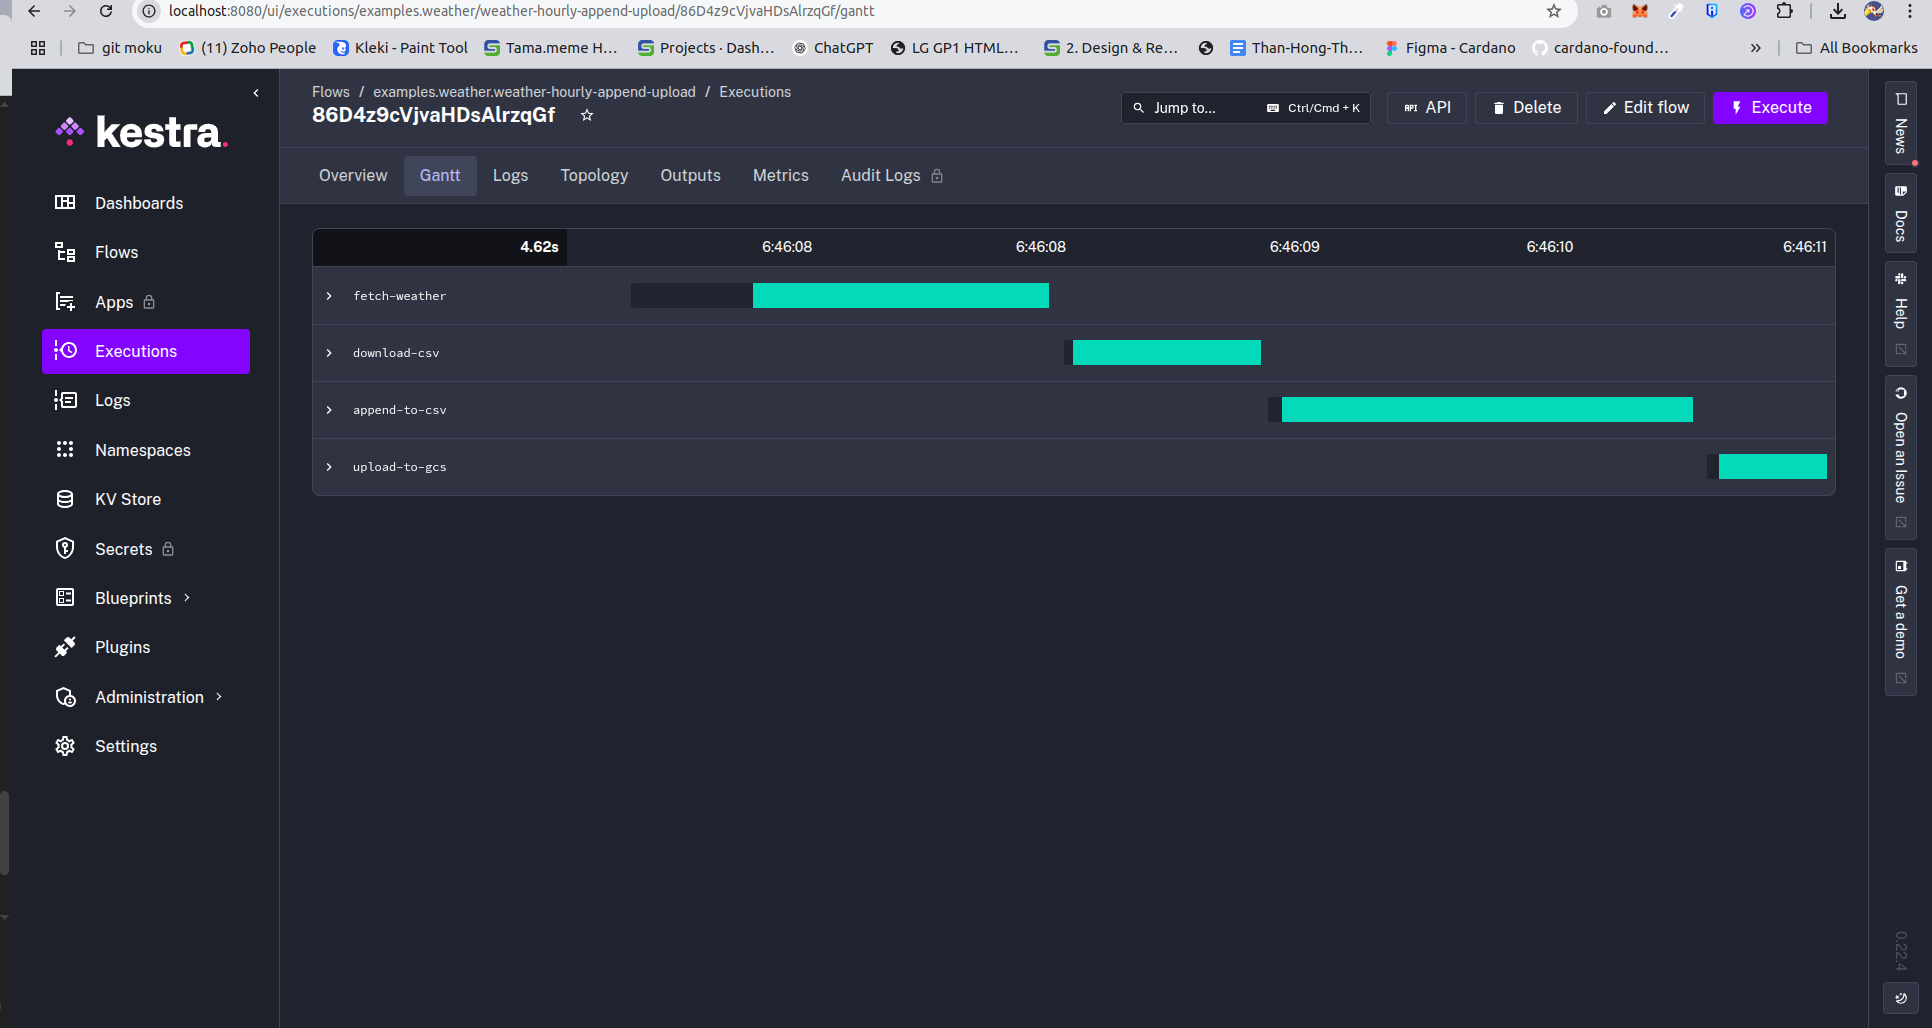 localhost:8080/ui/executions/examples.weather/weather-hourly-append-upload/86D4z9cVjvaHDsAlrzqGf/gantt
git moku (11) Zoho People Kleki - Paint Tool Tama.meme H... Projects · Dash... ChatGPT LG GP1 HTML... 2. Design & Re... Than-Hong-Th... Figma - Cardano cardano-found... » All Bookmarks
kestra.
Dashboards
Flows
Apps
Executions
Logs
Namespaces
KV Store
Secrets
Blueprints
Plugins
Administration
Settings
Flows / examples.weather.weather-hourly-append-upload / Executions
86D4z9cVjvaHDsAlrzqGf
Jump to... Ctrl/Cmd + K
API API
Delete
Edit flow
Execute
Overview Gantt Logs Topology Outputs Metrics Audit Logs
4.62s 6:46:08 6:46:08 6:46:09 6:46:10 6:46:11
fetch-weather
download-csv
append-to-csv
upload-to-gcs
News
Docs
Help
Open an Issue
Get a demo
0.22.4